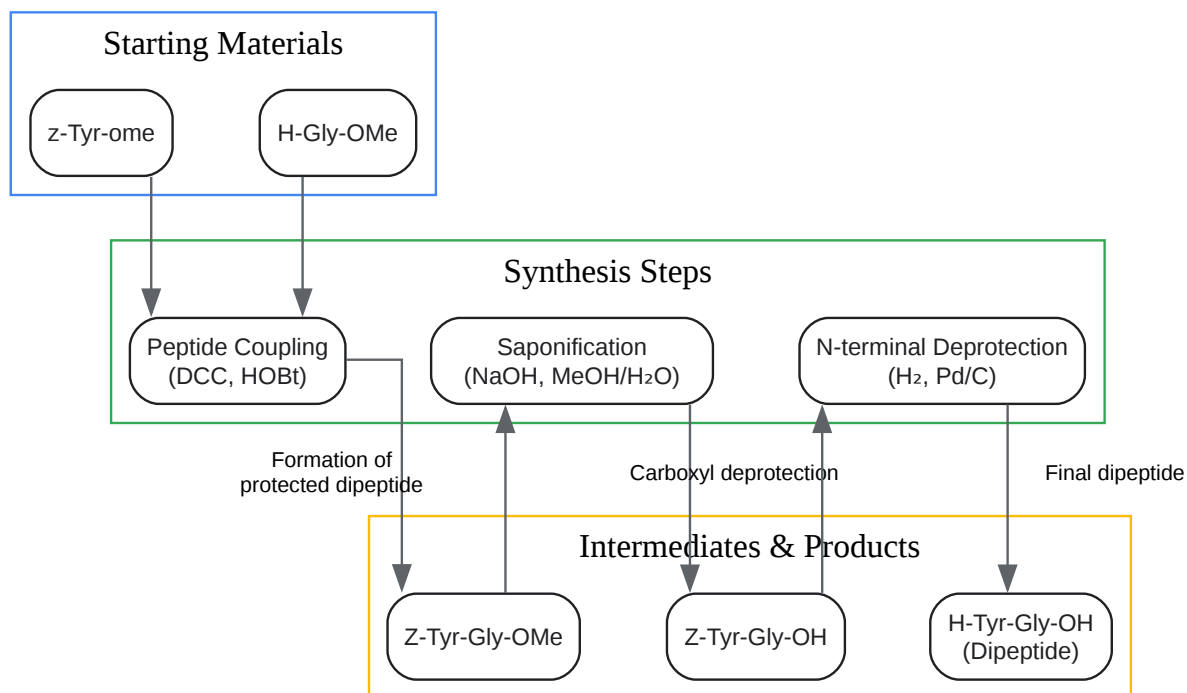 Starting Materials
z-Tyr-ome
H-Gly-OMe
Synthesis Steps
Peptide Coupling
(DCC, HOBt)
Saponification
(NaOH, MeOH/H₂O)
N-terminal Deprotection
(H₂, Pd/C)
Formation of
protected dipeptide
Carboxyl deprotection
Final dipeptide
Intermediates & Products
Z-Tyr-Gly-OMe
Z-Tyr-Gly-OH
H-Tyr-Gly-OH
(Dipeptide)